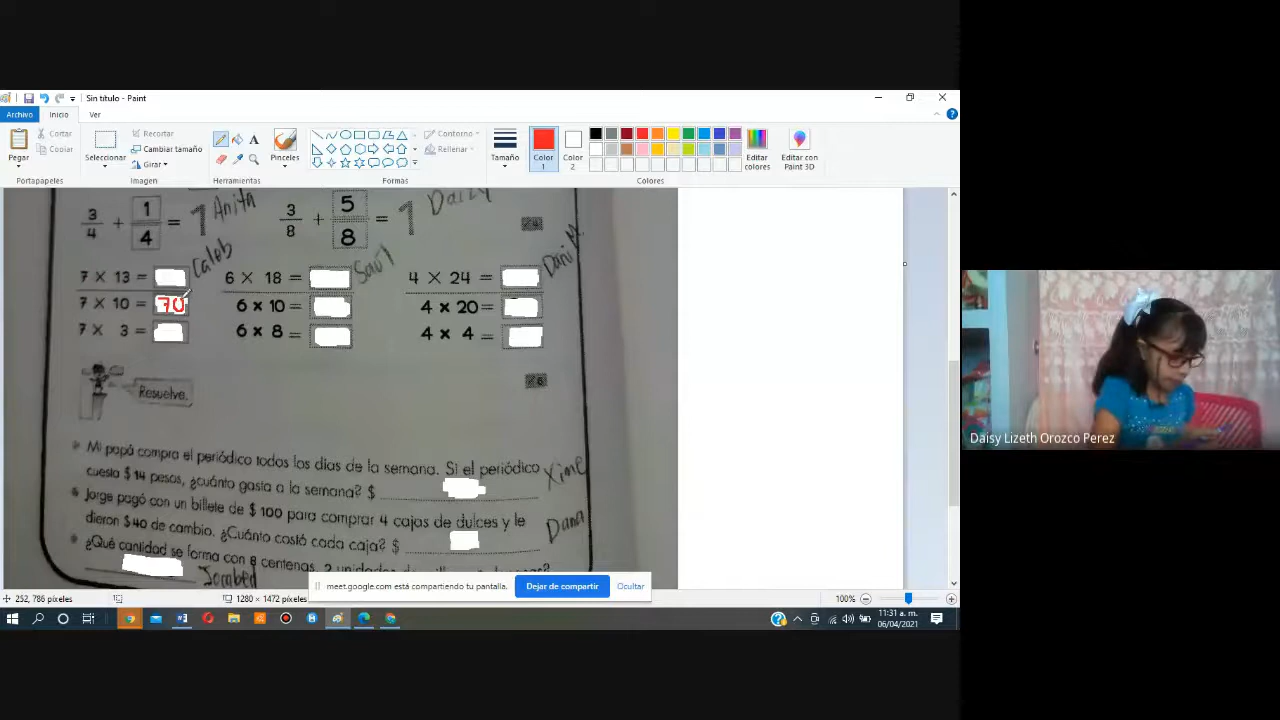 Sin título - Paint
Archivo Inicio Ver
Pegar
Cortar
Copiar
Portapapeles
Seleccionar
Recortar
Cambiar tamaño
Girar
Imagen
A
Herramientas
Pinceles
Contorno
Rellenar
Formas
Tamaño
Color 1
Color 2
Editar colores
Editar con Paint 3D
Colores
3/4 + 1/4 = 1 Anita
3/8 + 5/8 = 1 Daizy
7 × 13 = Calob
7 × 10 = 70
7 × 3 =
6 × 18 = Saúl
6 × 10 =
6 × 8 =
4 × 24 = Dani M.
4 × 20 =
4 × 4 =
Resuelve.
Mi papá compra el periódico todos los días de la semana. Si el periódico
cuesta $ 14 pesos, ¿cuánto gasta a la semana? $ Xime
Jorge pagó con un billete de $ 100 para comprar 4 cajas de dulces y le
dieron $ 40 de cambio. ¿Cuánto costó cada caja? $ Dana
¿Qué cantidad se forma con 8 centenas, 2
Jombed
meet.google.com está compartiendo tu pantalla. Dejar de compartir Ocultar
252, 786 píxeles
1280 × 1472 píxeles
100%
11:31 a. m.
06/04/2021
Daisy Lizeth Orozco Perez